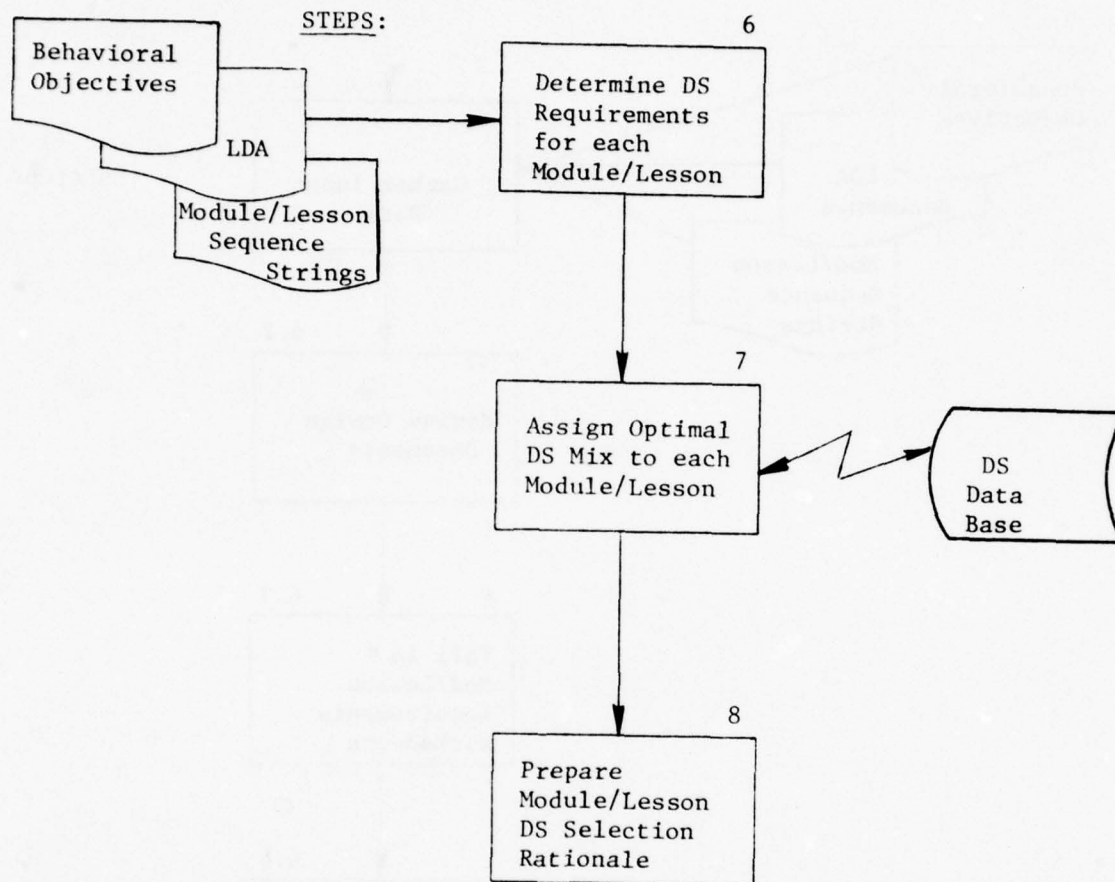 STEPS:
Behavioral
Objectives
LDA
Module/Lesson
Sequence
Strings
6
Determine DS
Requirements
for each
Module/Lesson
7
Assign Optimal
DS Mix to each
Module/Lesson
DS
Data
Base
8
Prepare
Module/Lesson
DS Selection
Rationale